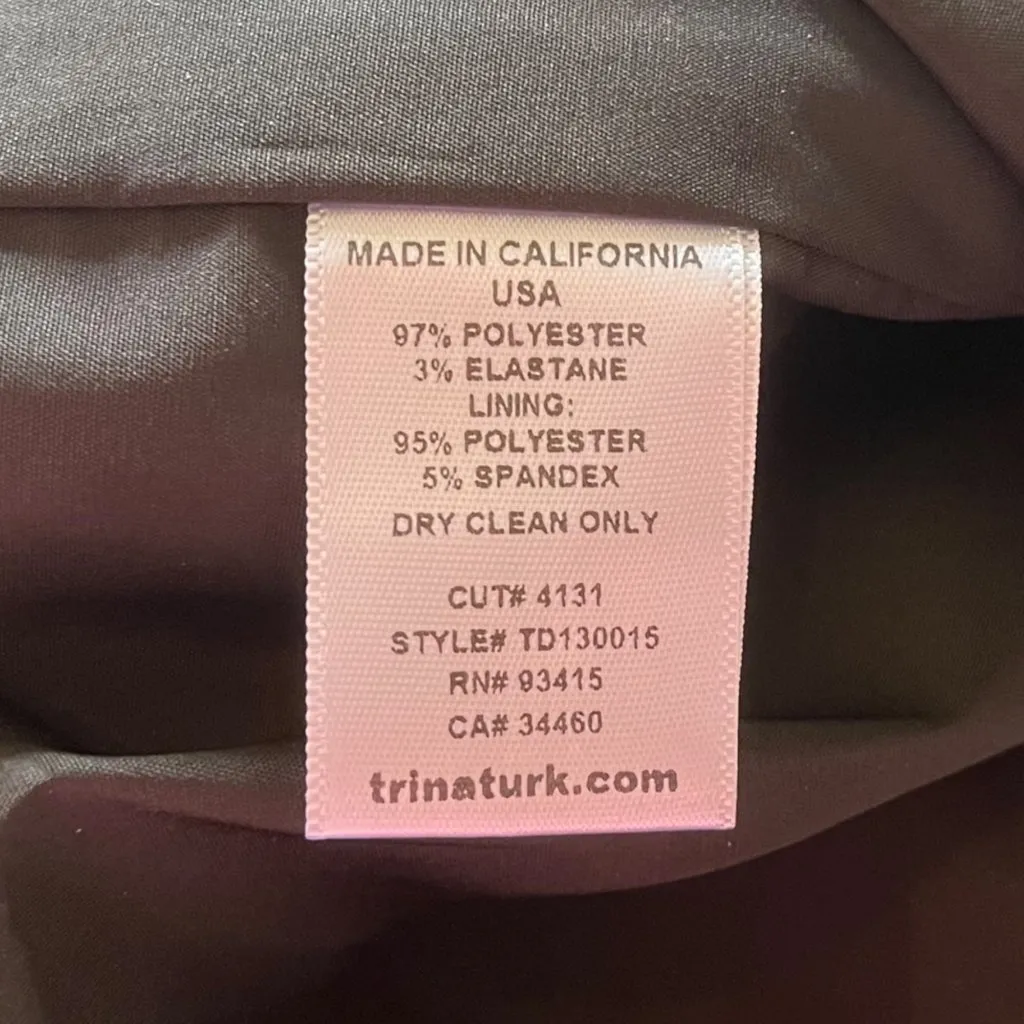 MADE IN CALIFORNIA
USA
97% POLYESTER
3% ELASTANE
LINING:
95% POLYESTER
5% SPANDEX
DRY CLEAN ONLY
CUT# 4131
STYLE# TD130015
RN# 93415
CA# 34460
trinaturk.com